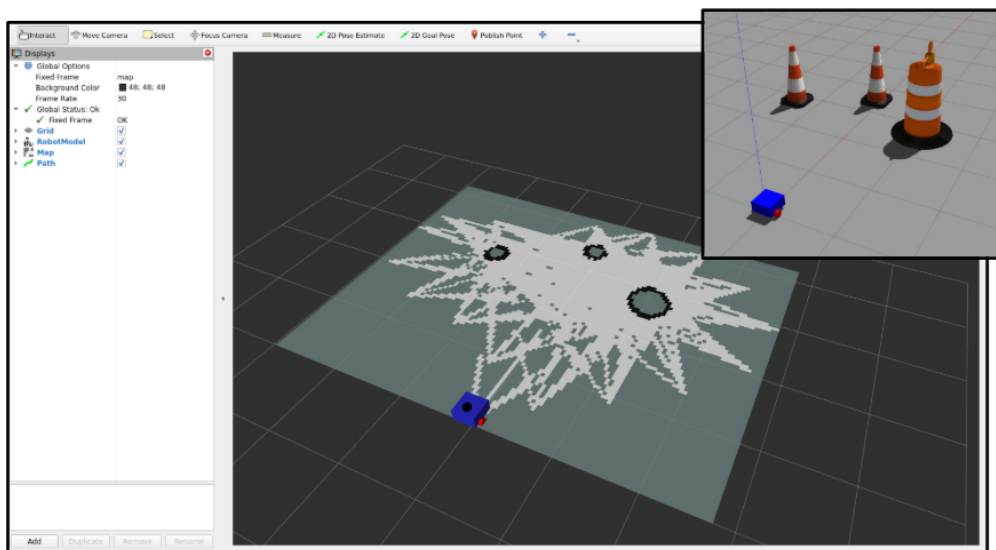 Interact Move Camera Select Focus Camera Measure 2D Pose Estimate 2D Goal Pose Publish Point
Displays
Global Options
Fixed Frame map
Background Color 48; 48; 48
Frame Rate 30
Global Status: Ok
Fixed Frame OK
Grid
RobotModel
Map
Path
Add Duplicate Remove Rename